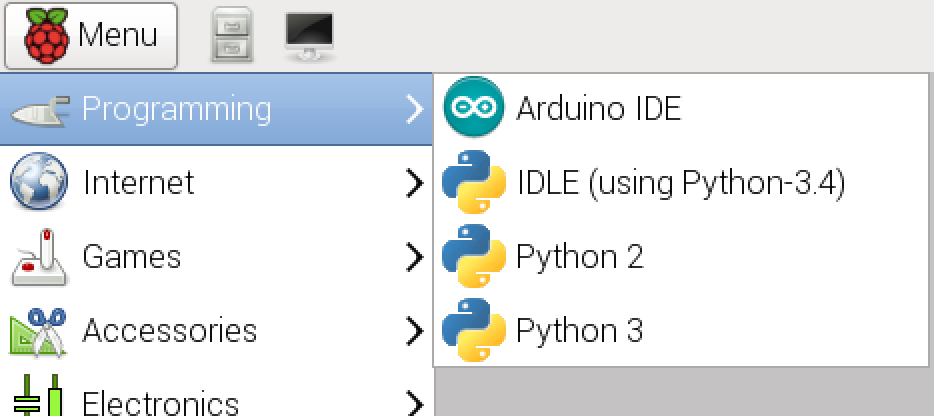 Menu
Programming
Internet
Games
Accessories
Electronics
Arduino IDE
IDLE (using Python-3.4)
Python 2
Python 3